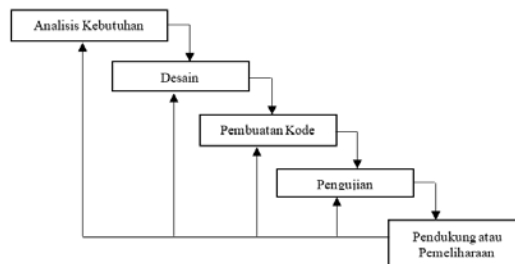 Analisis Kebutuhan
Desain
Pembuatan Kode
Pengujian
Pendukung atau
Pemeliharaan